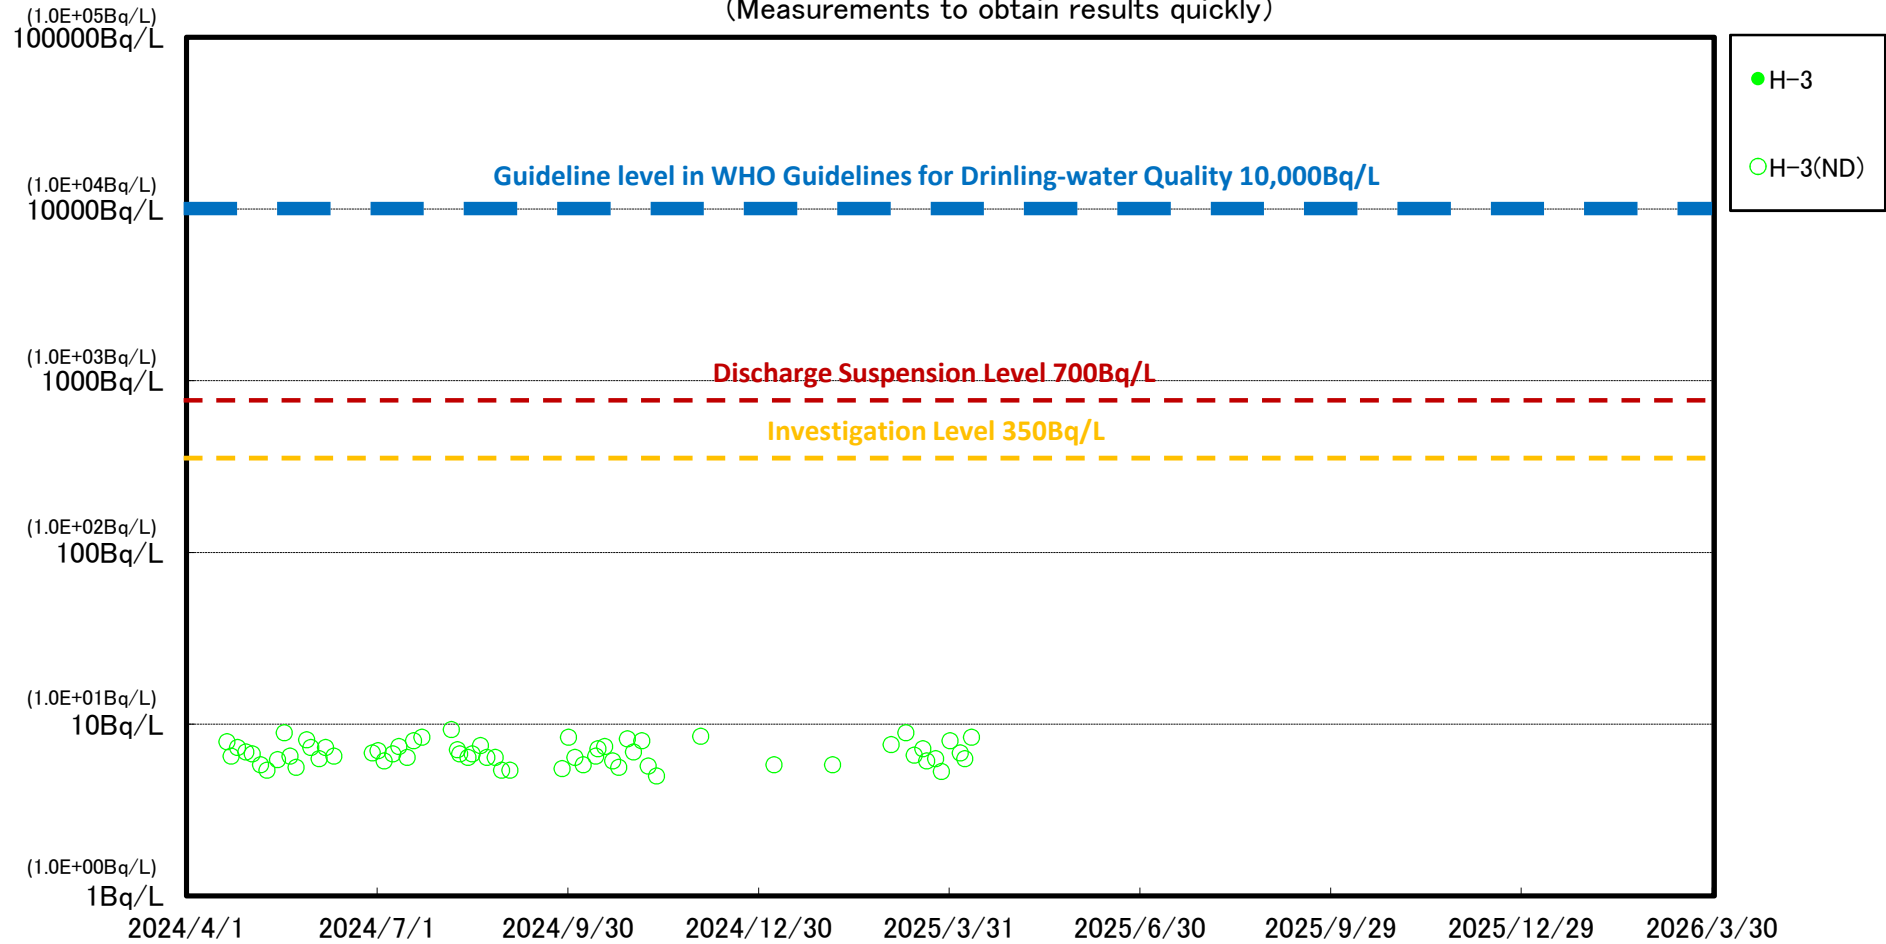 (Measurements to obtain results quickly)
(1.0E+05Bq/L)
100000Bq/L
H-3
H-3(ND)
Guideline level in WHO Guidelines for Drinling-water Quality 10,000Bq/L
(1.0E+04Bq/L)
10000Bq/L
(1.0E+03Bq/L)
1000Bq/L
Discharge Suspension Level 700Bq/L
Investigation Level 350Bq/L
(1.0E+02Bq/L)
100Bq/L
(1.0E+01Bq/L)
10Bq/L
(1.0E+00Bq/L)
1Bq/L
2024/4/1 2024/7/1 2024/9/30 2024/12/30 2025/3/31 2025/6/30 2025/9/29 2025/12/29 2026/3/30